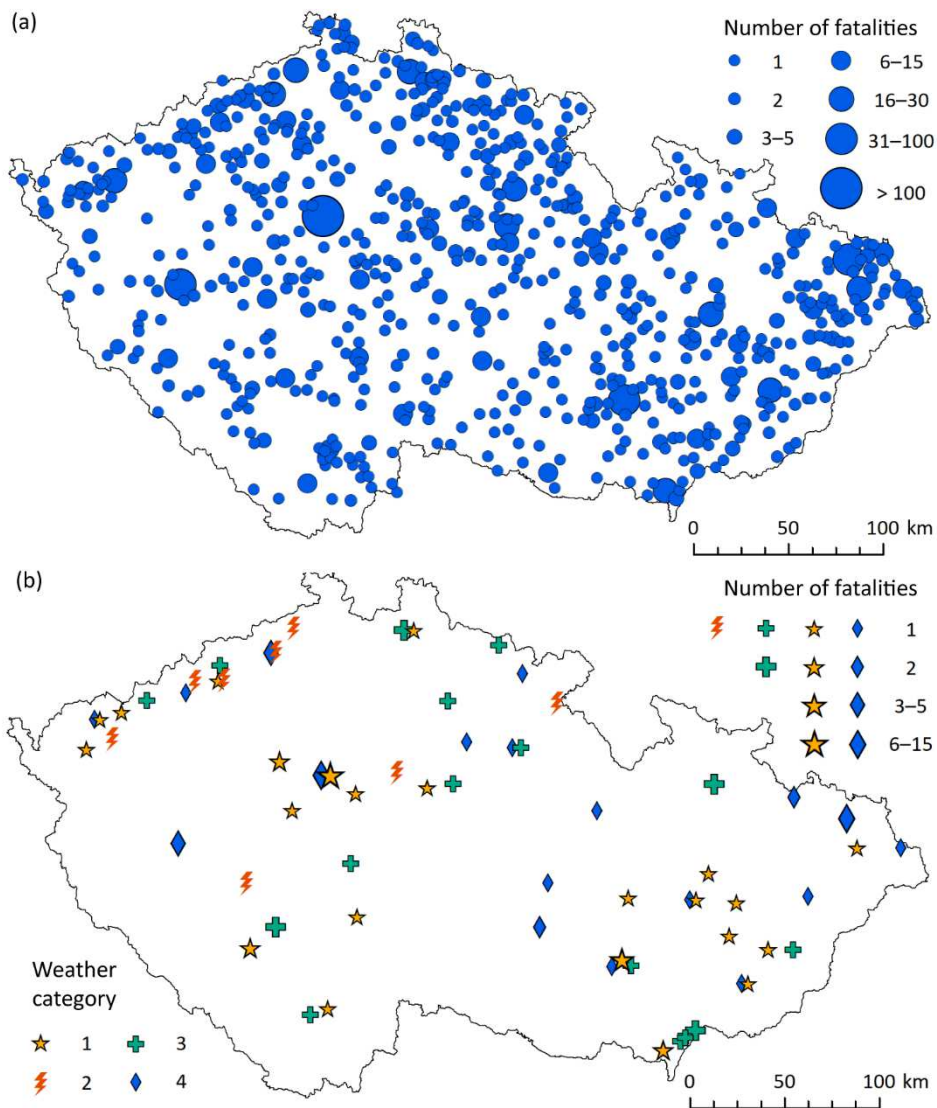 (a)
Number of fatalities
1 6–15
2 16–30
3–5 31–100
> 100
0 50 100 km
(b)
Number of fatalities
1
2
3–5
6–15
Weather
category
1 3
2 4
0 50 100 km